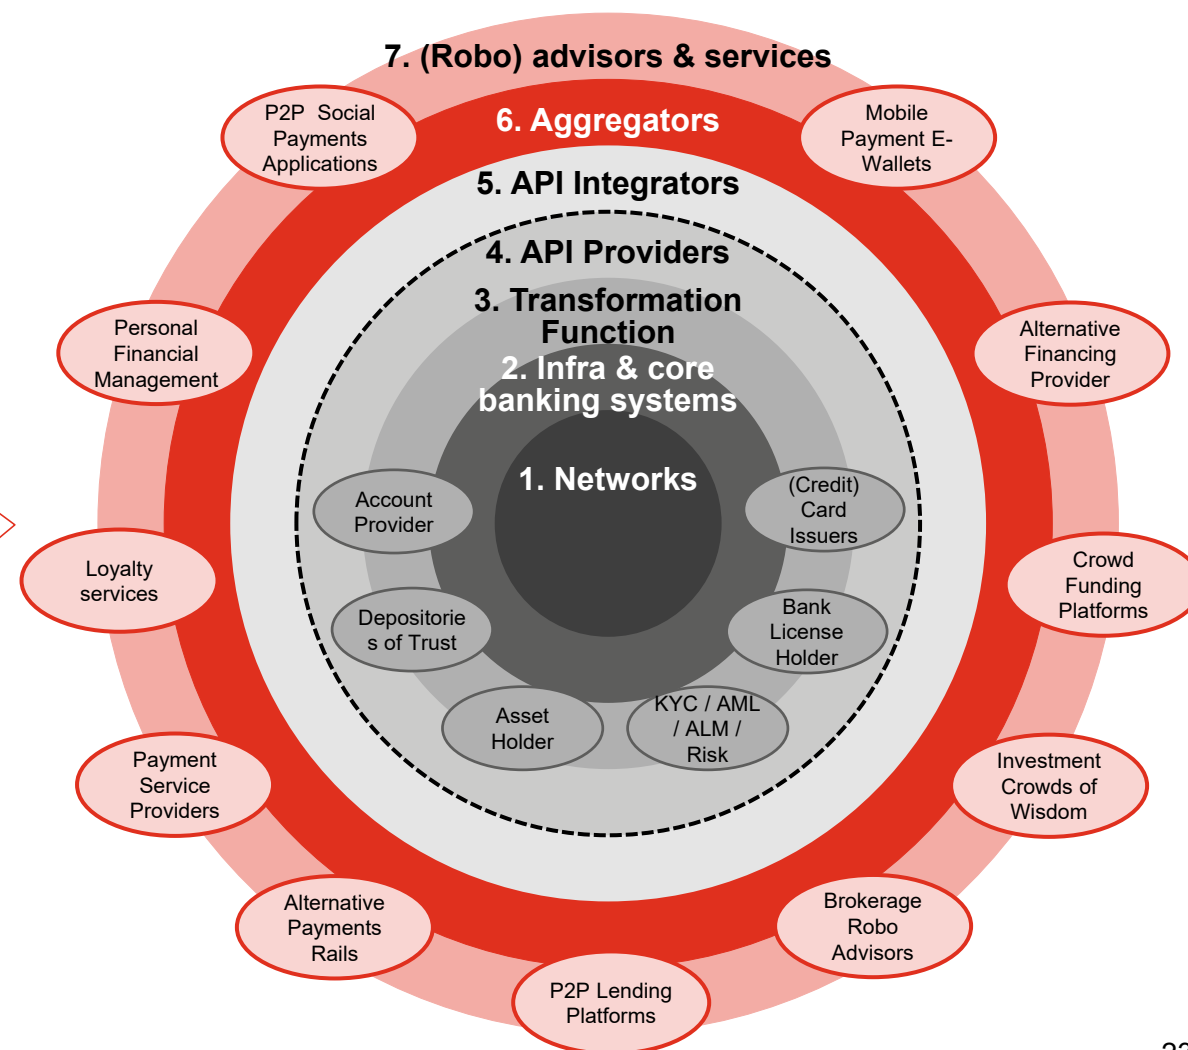 7. (Robo) advisors & services
P2P Social
Payments
Applications
6. Aggregators
Mobile
Payment E-
Wallets
5. API Integrators
4. API Providers
3. Transformation
Function
Personal
Financial
Management
2. Infra & core
banking systems
Alternative
Financing
Provider
1. Networks
Account
Provider
(Credit)
Card
Issuers
Loyalty
services
Crowd
Funding
Platforms
Depositorie
s of Trust
Bank
License
Holder
Asset
Holder
KYC / AML
/ ALM /
Risk
Payment
Service
Providers
Investment
Crowds of
Wisdom
Alternative
Payments
Rails
Brokerage
Robo
Advisors
P2P Lending
Platforms